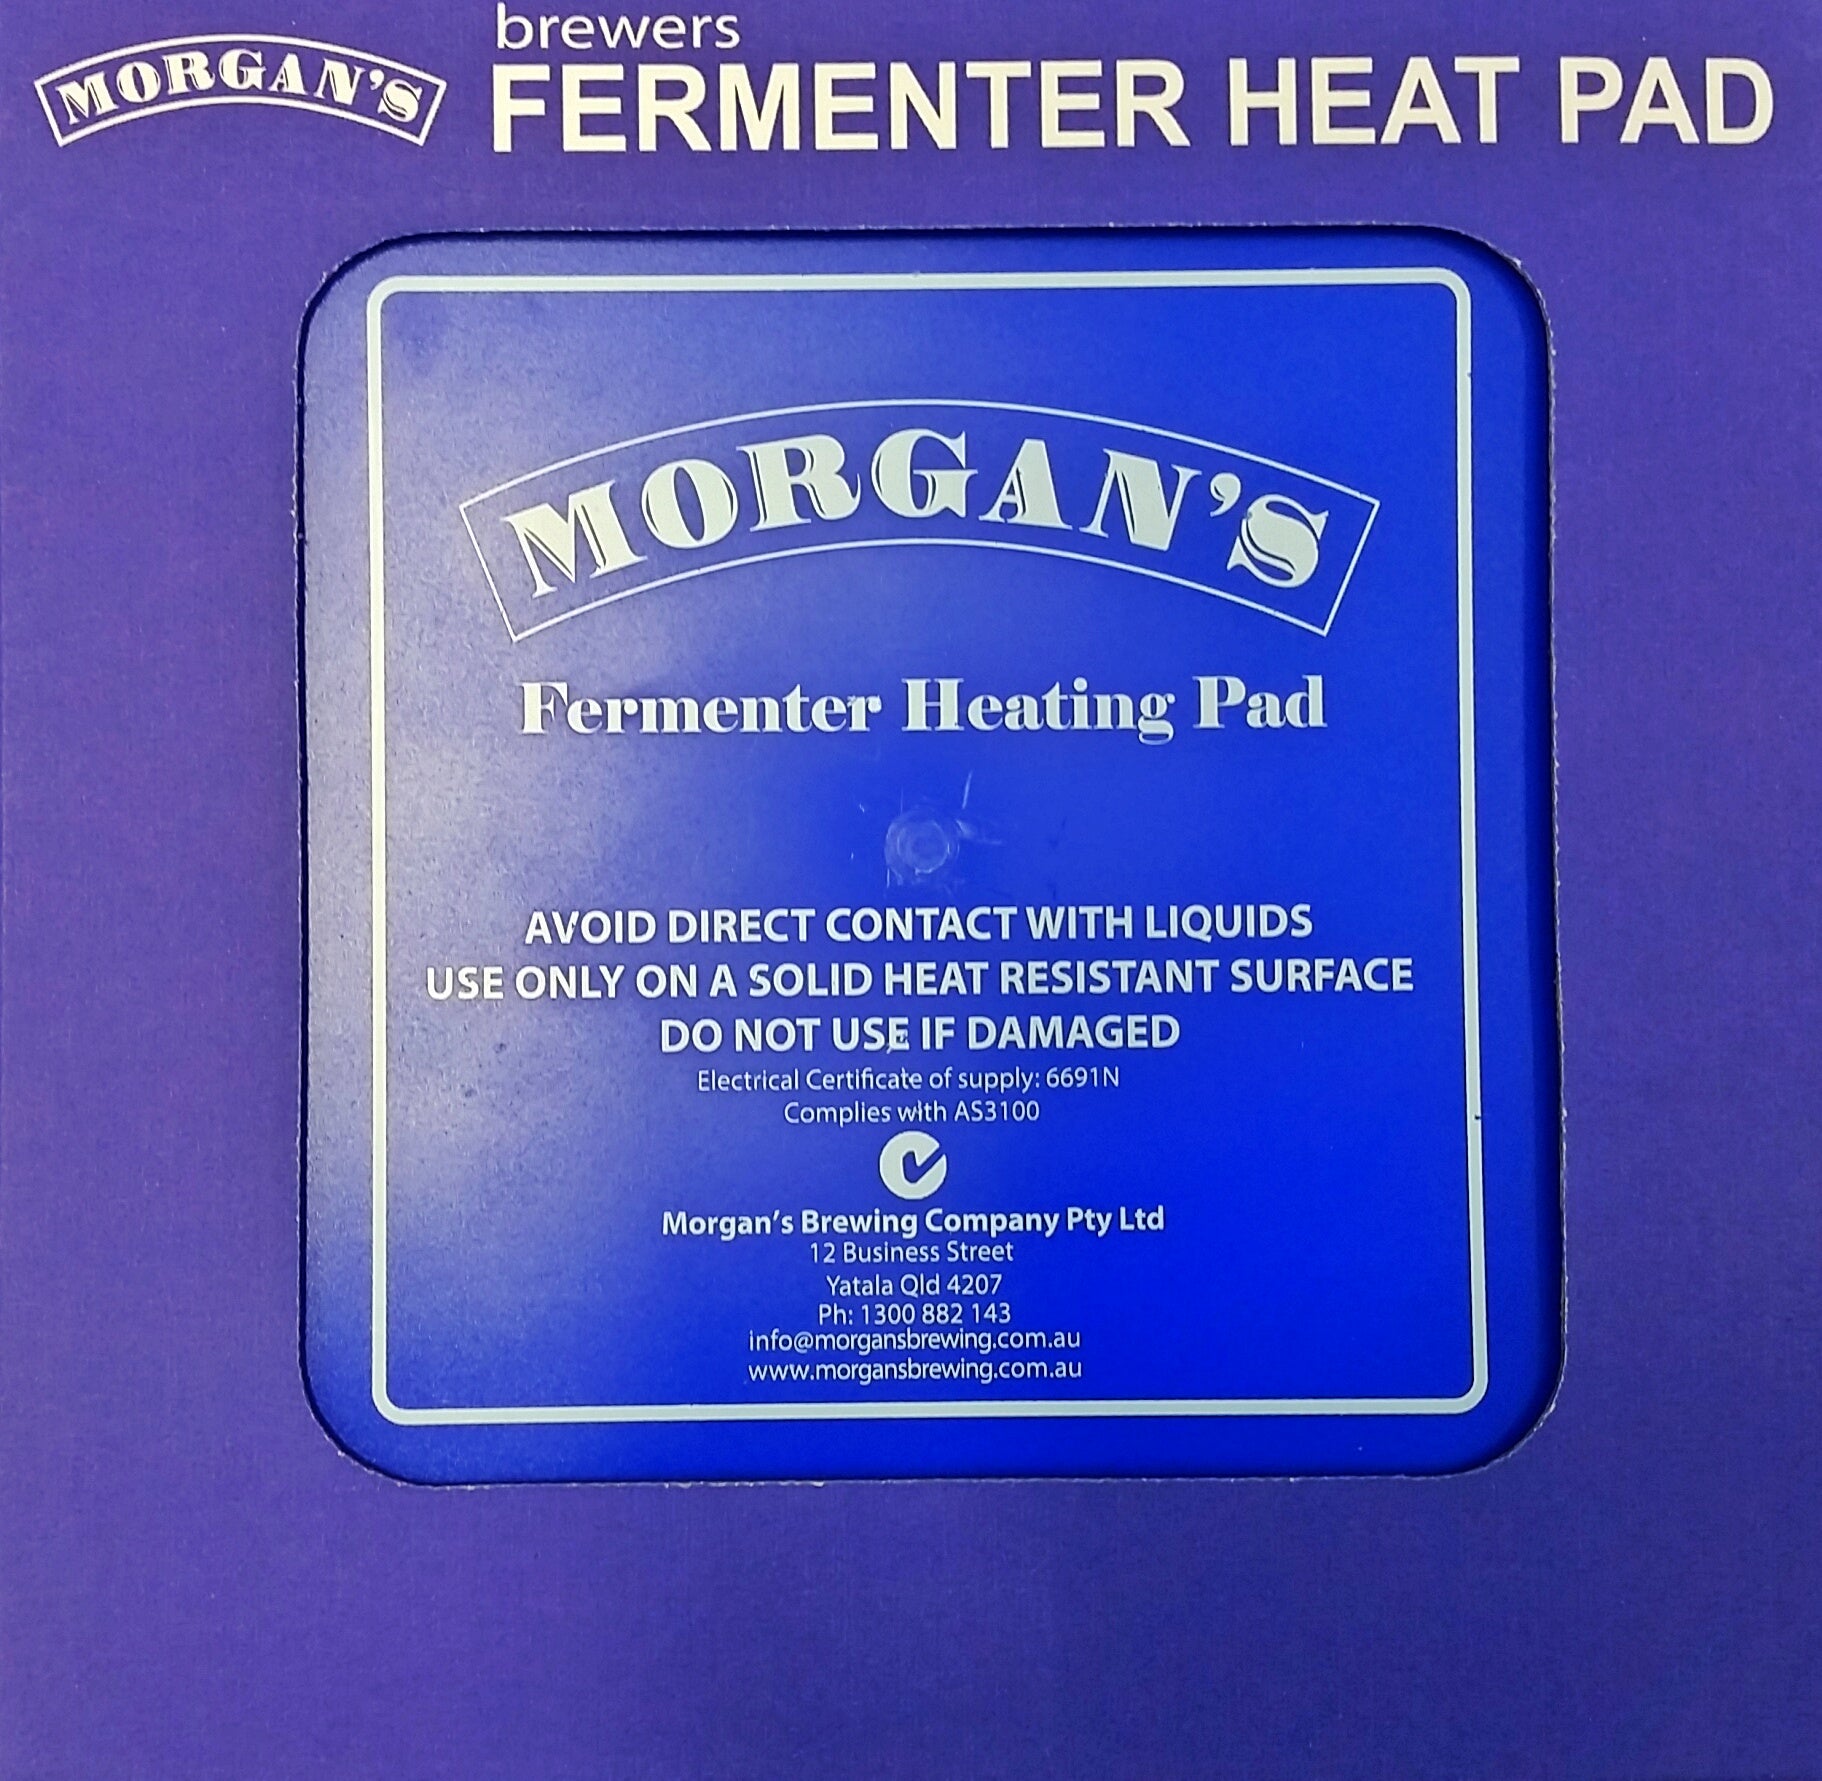 MORGAN'S
brewers
FERMENTER HEAT PAD
MORGAN'S
Fermenter Heating Pad
AVOID DIRECT CONTACT WITH LIQUIDS
USE ONLY ON A SOLID HEAT RESISTANT SURFACE
DO NOT USE IF DAMAGED
Electrical Certificate of supply: 6691N
Complies with AS3100
Morgan's Brewing Company Pty Ltd
12 Business Street
Yatala Qld 4207
Ph: 1300 882 143
info@morgansbrewing.com.au
www.morgansbrewing.com.au